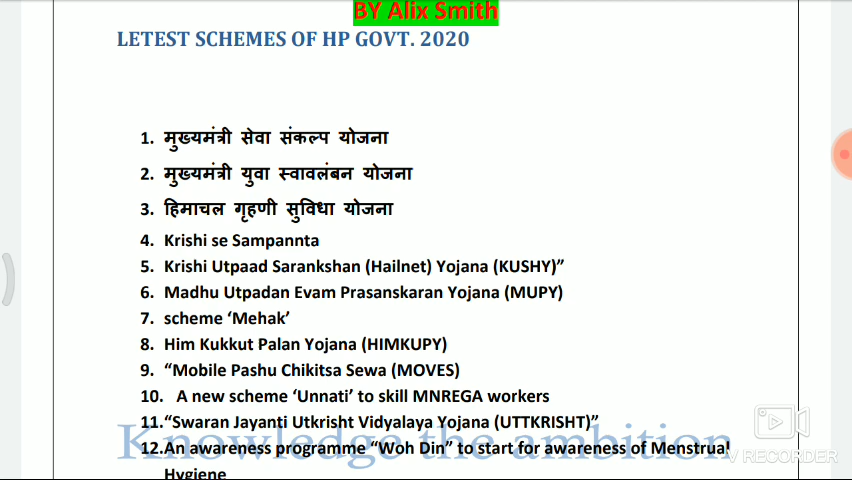 BY Alix Smith
LETEST SCHEMES OF HP GOVT. 2020
1. मुख्यमंत्री सेवा संकल्प योजना
2. मुख्यमंत्री युवा स्वावलंबन योजना
3. हिमाचल गृहणी सुविधा योजना
4. Krishi se Sampannta
5. Krishi Utpaad Sarankshan (Hailnet) Yojana (KUSHY)”
6. Madhu Utpadan Evam Prasanskaran Yojana (MUPY)
7. scheme ‘Mehak’
8. Him Kukkut Palan Yojana (HIMKUPY)
9. “Mobile Pashu Chikitsa Sewa (MOVES)
10. A new scheme ‘Unnati’ to skill MNREGA workers
11.“Swaran Jayanti Utkrisht Vidyalaya Yojana (UTTKRISHT)”
Knowledge the ambition
12.An awareness programme “Woh Din” to start for awareness of Menstrual
Hygiene
V RECORDER